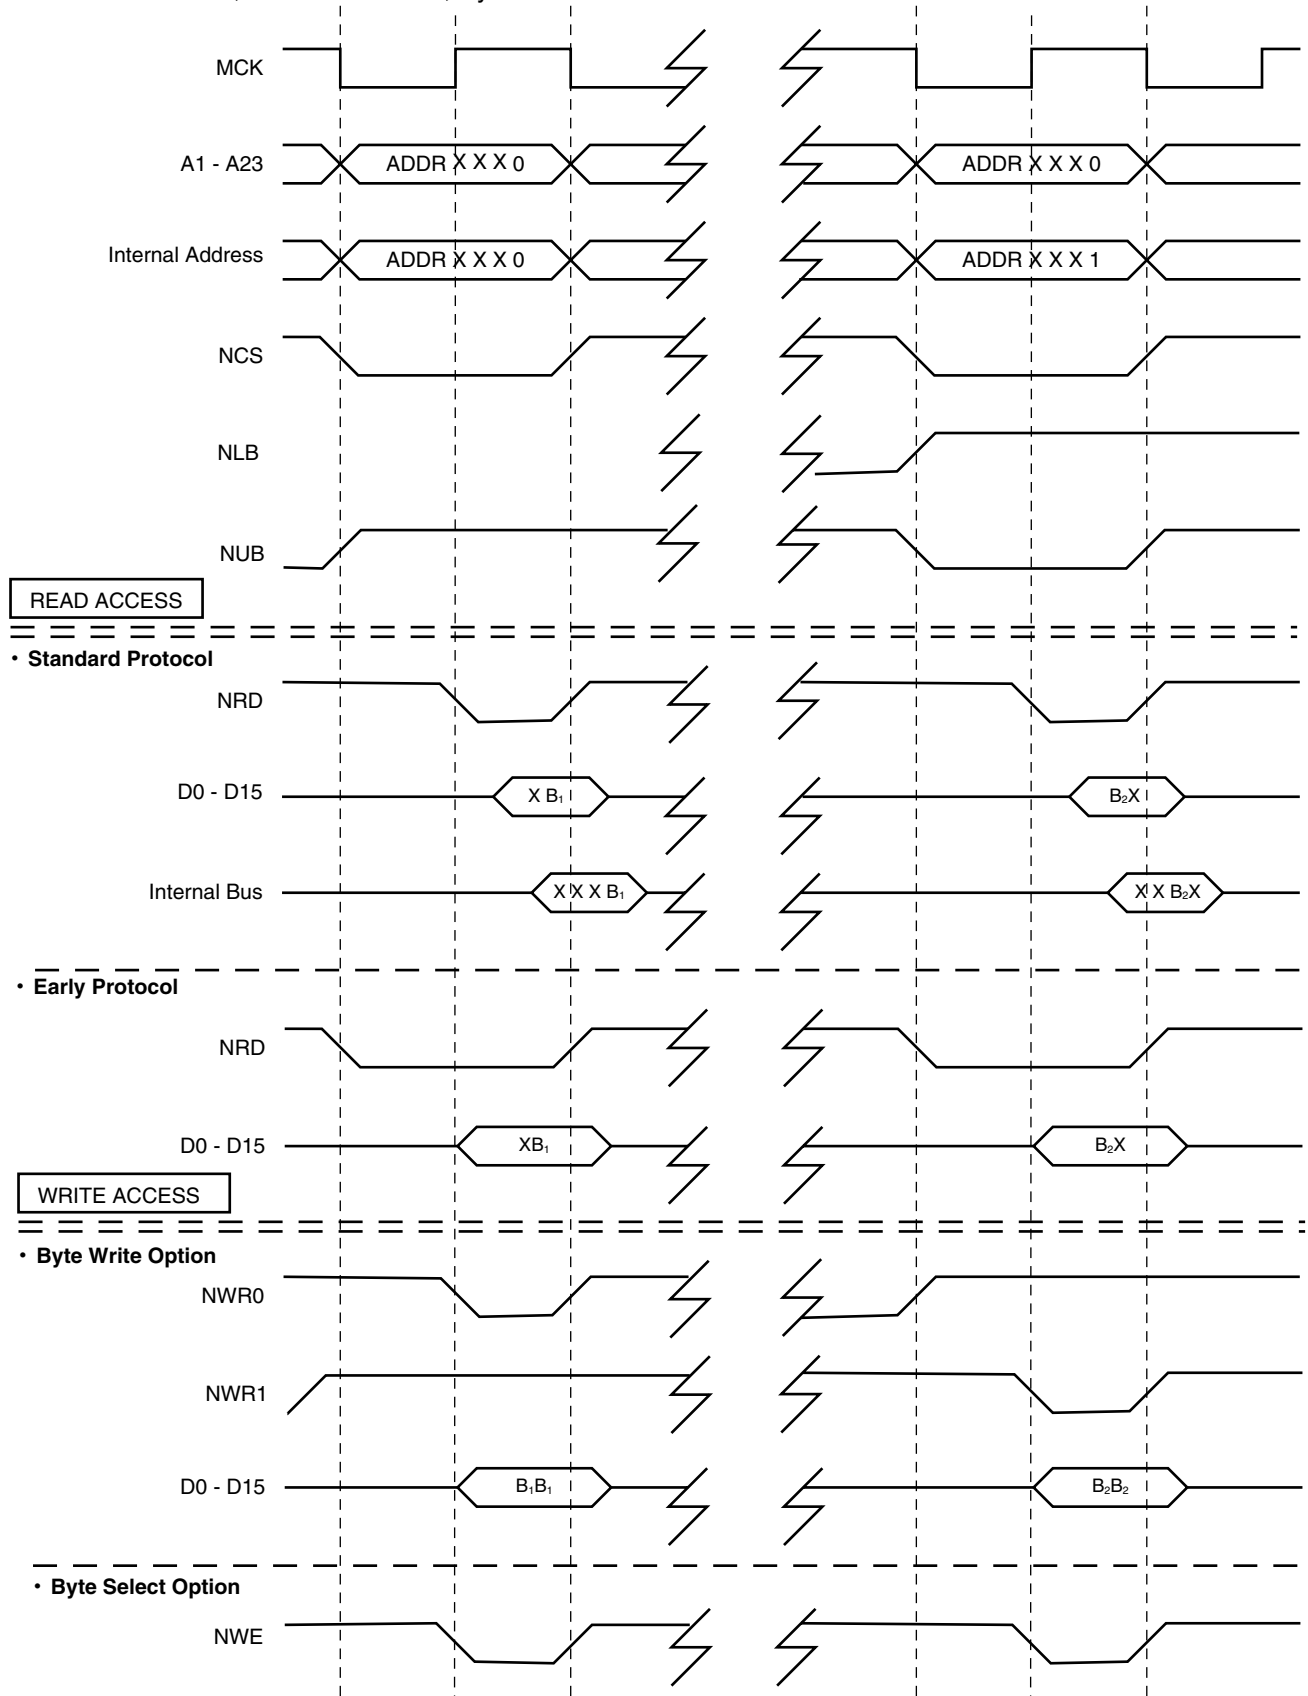 MCK
A1 - A23 ADDR X X X 0 ADDR X X X 0
Internal Address ADDR X X X 0 ADDR X X X 1
NCS
NLB
NUB
READ ACCESS
• Standard Protocol
NRD
D0 - D15 X B₁ B₂X
Internal Bus X X X B₁ X X B₂X
• Early Protocol
NRD
D0 - D15 XB₁ B₂X
WRITE ACCESS
• Byte Write Option
NWR0
NWR1
D0 - D15 B₁B₁ B₂B₂
• Byte Select Option
NWE